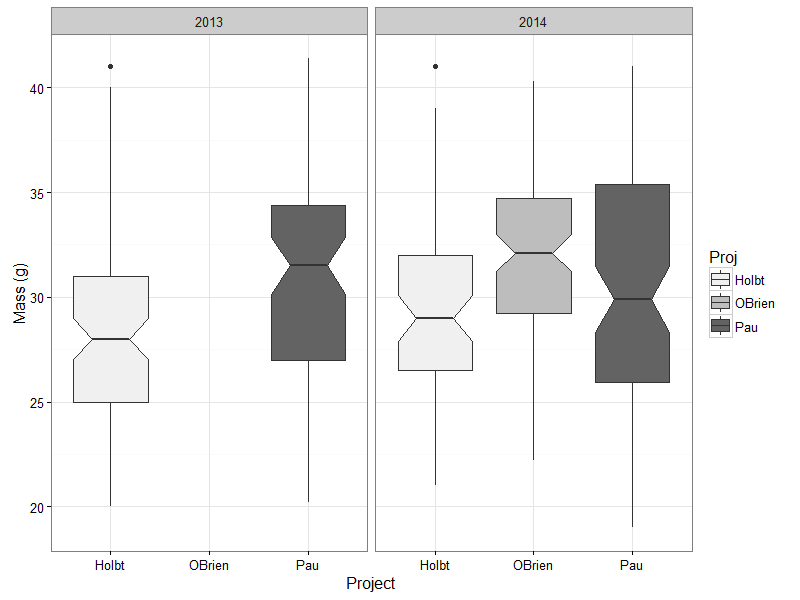 2013 2014
Mass (g)
40
35
30
25
20
Holbt OBrien Pau Holbt OBrien Pau
Project
Proj
Holbt
OBrien
Pau